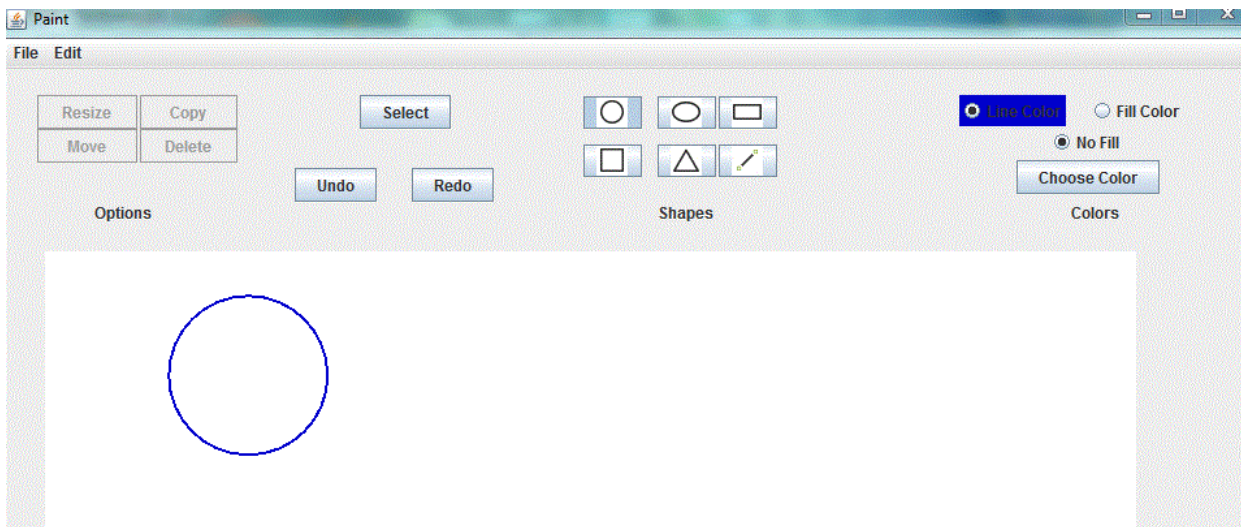 Paint
File Edit
Resize Copy Select Line Color Fill Color
Move Delete No Fill
Undo Redo Choose Color
Options Shapes Colors